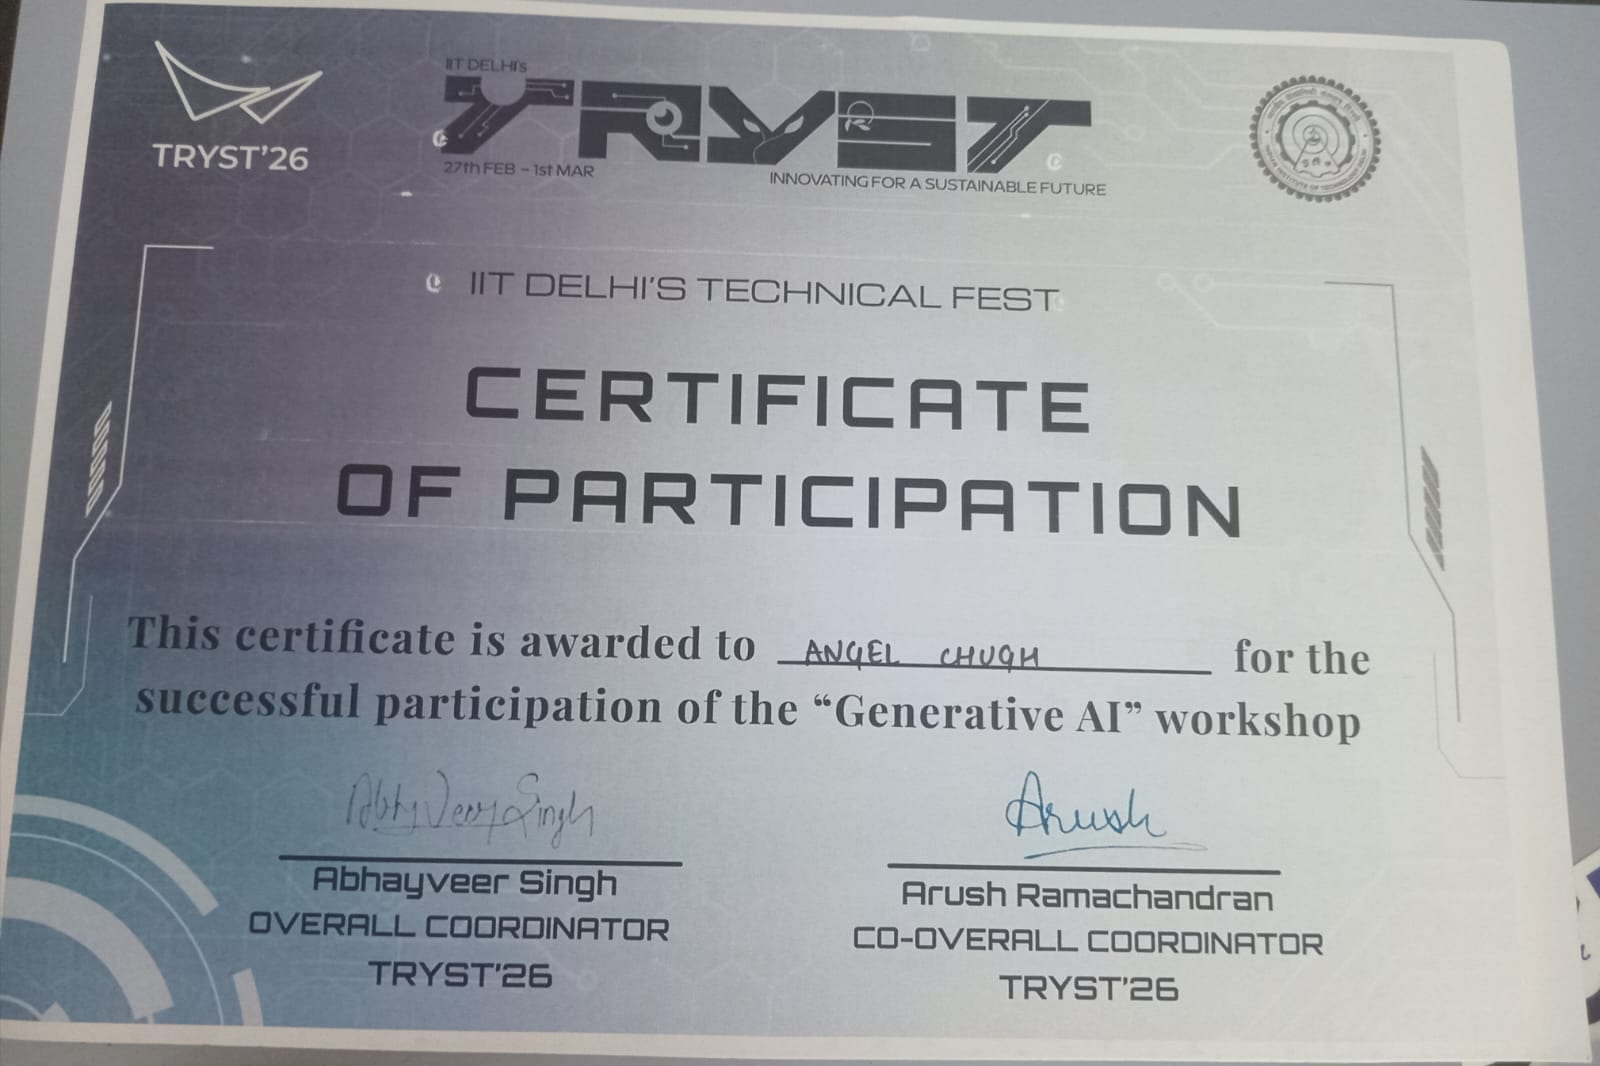 IIT DELHI's
TRYST
TRYST'26
27th FEB - 1st MAR
INNOVATING FOR A SUSTAINABLE FUTURE
IIT DELHI'S TECHNICAL FEST
CERTIFICATE
OF PARTICIPATION
This certificate is awarded to ANGEL CHUGH for the
successful participation of the “Generative AI” workshop
Abhayveer Singh
Arush
Abhayveer Singh
OVERALL COORDINATOR
TRYST'26
Arush Ramachandran
CO-OVERALL COORDINATOR
TRYST'26